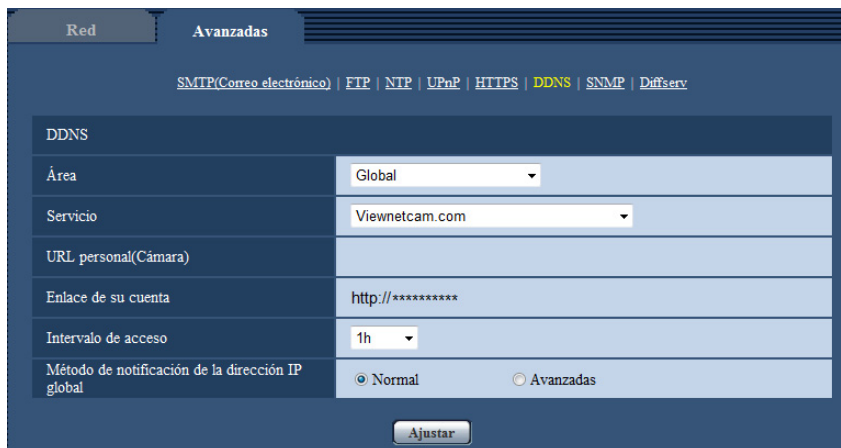 Red Avanzadas
SMTP(Correo electrónico) | FTP | NTP | UPnP | HTTPS | DDNS | SNMP | Diffserv
DDNS
Área Global
Servicio Viewnetcam.com
URL personal(Cámara)
Enlace de su cuenta http://**********
Intervalo de acceso 1h
Método de notificación de la dirección IP
global
Normal Avanzadas
Ajustar